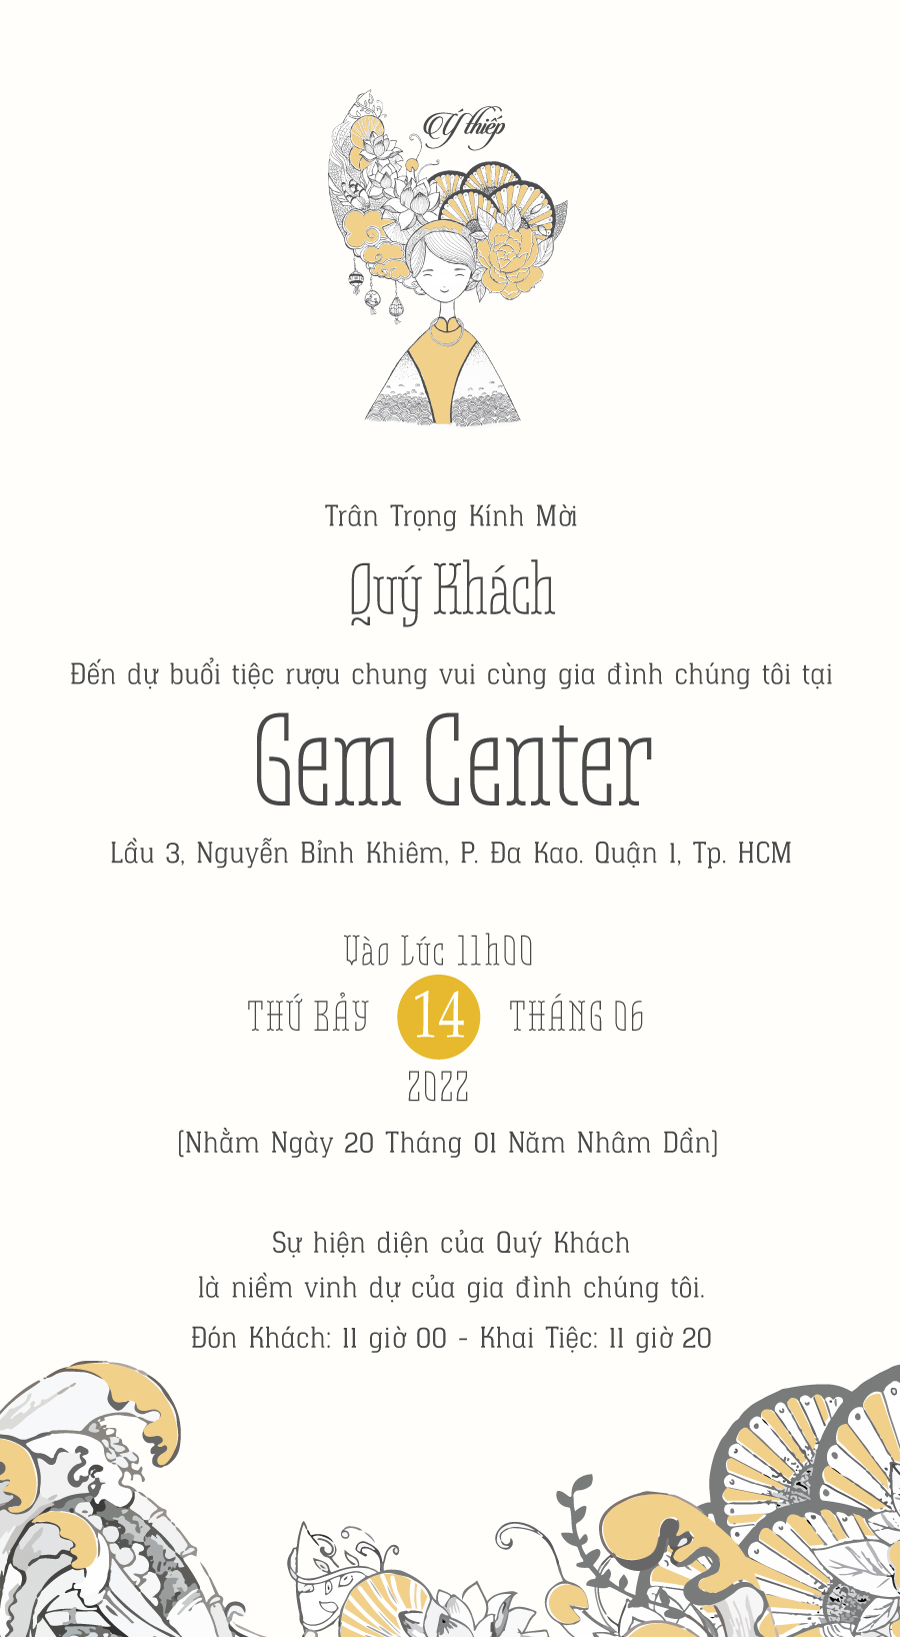 Ý thiếp
Trân Trọng Kính Mời
Quý Khách
Đến dự buổi tiệc rượu chung vui cùng gia đình chúng tôi tại
Gem Center
Lầu 3, Nguyễn Bỉnh Khiêm, P. Đa Kao. Quận 1, Tp. HCM
Vào Lúc 11h00
THỨ BẢY 14 THÁNG 06
2022
(Nhằm Ngày 20 Tháng 01 Năm Nhâm Dần)
Sự hiện diện của Quý Khách
là niềm vinh dự của gia đình chúng tôi.
Đón Khách: 11 giờ 00 - Khai Tiệc: 11 giờ 20